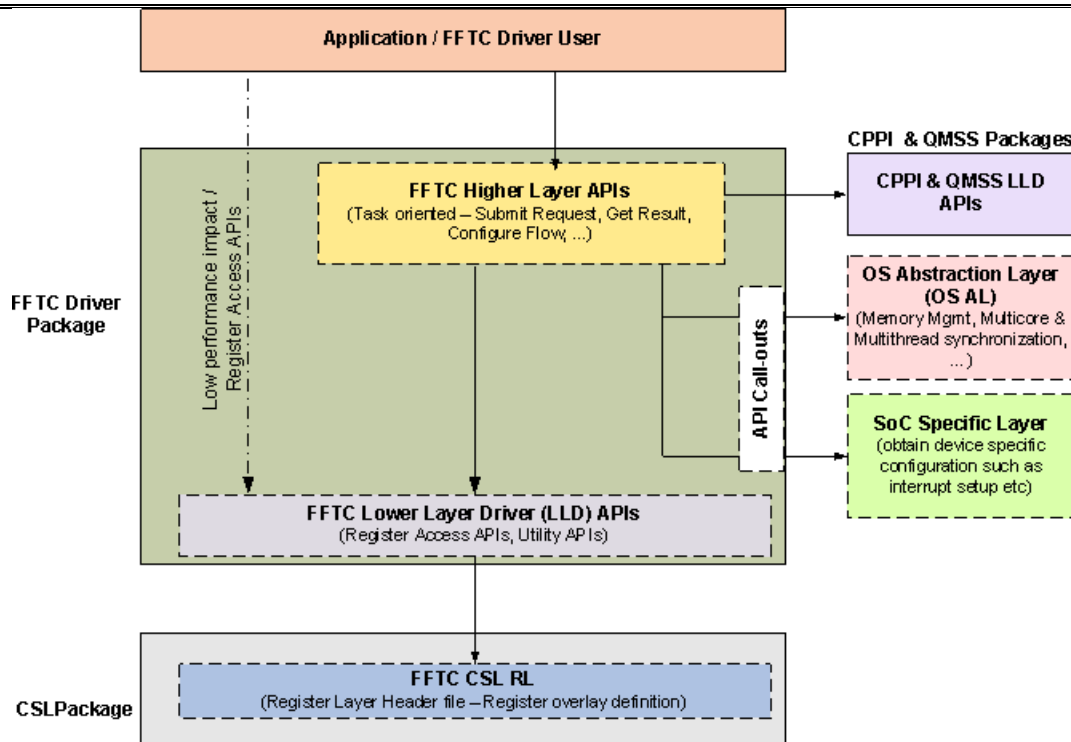 Application / FFTC Driver User
CPPI & QMSS Packages
CPPI & QMSS LLD
APIs
FFTC Higher Layer APIs
(Task oriented – Submit Request, Get Result,
Configure Flow, ...)
Low performance impact /
Register Access APIs
FFTC Driver
Package
API Call-outs
OS Abstraction Layer
(OS AL)
(Memory Mgmt, Multicore &
Multithread synchronization,
...)
SoC Specific Layer
(obtain device specific
configuration such as
interrupt setup etc)
FFTC Lower Layer Driver (LLD) APIs
(Register Access APIs, Utility APIs)
CSLPackage
FFTC CSL RL
(Register Layer Header file – Register overlay definition)